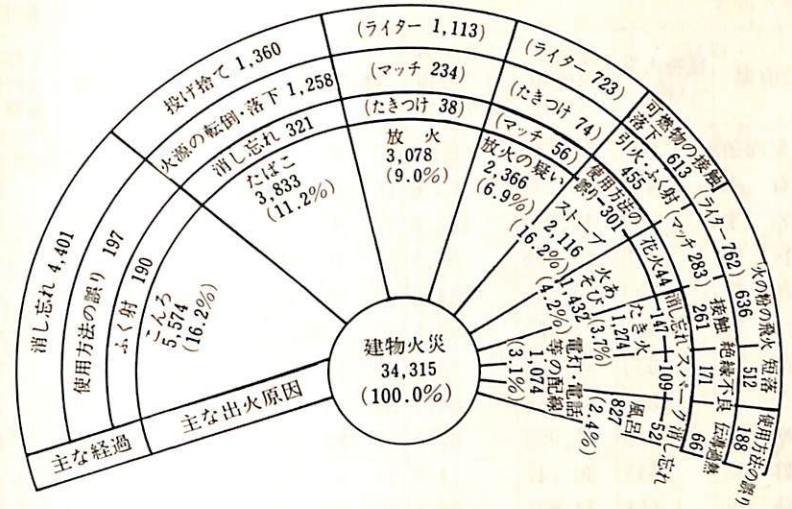 建物火災
34,315
(100.0%)
主な経過
主な出火原因
消し忘れ 4,401
使用方法の誤り 197
ふく射 190
こんろ
5,574
(16.2%)
投げ捨て 1,360
火源の転倒・落下 1,258
消し忘れ 321
たばこ
3,833
(11.2%)
(ライター 1,113)
(マッチ 234)
(たきつけ 38)
放火
3,078
(9.0%)
(ライター 723)
(たきつけ 74)
(マッチ 56)
放火の疑い
2,366
(6.9%)
可燃物の接触
落下 613
引火・ふく射
455
使用方法の
誤り 301
ストーブ
2,116
(16.2%)
(ライター 762)
(マッチ 283)
花火 44
火あ
そび
1,432
(4.2%)
火の粉の飛火
636
接触
261
消し忘れ
147
たき火
1,274
(3.7%)
短落
512
絶縁不良
171
スパーク
109
電灯・電話
等の配線
1,074
(3.1%)
使用方法の誤り
188
伝導過熱
66
消し忘れ
52
風呂
827
(2.4%)